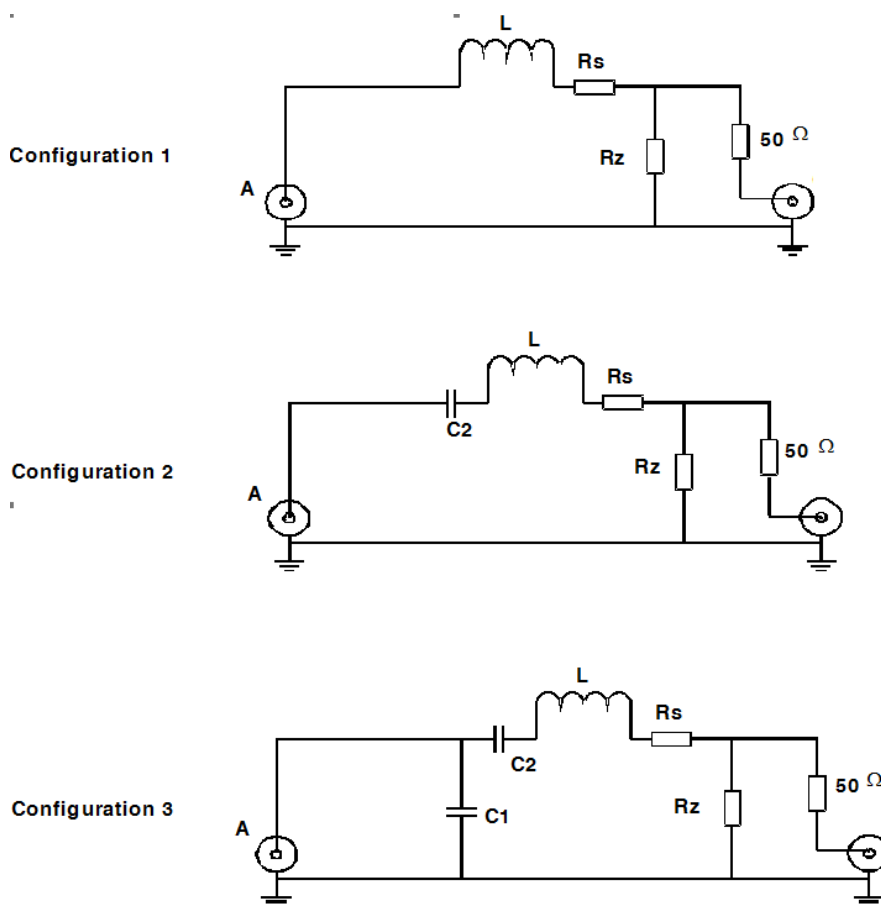 L
Rs
Configuration 1
Rz
50 Ω
A
L
Rs
C2
Configuration 2
Rz
50 Ω
A
L
Rs
C2
Configuration 3
C1
Rz
50 Ω
A